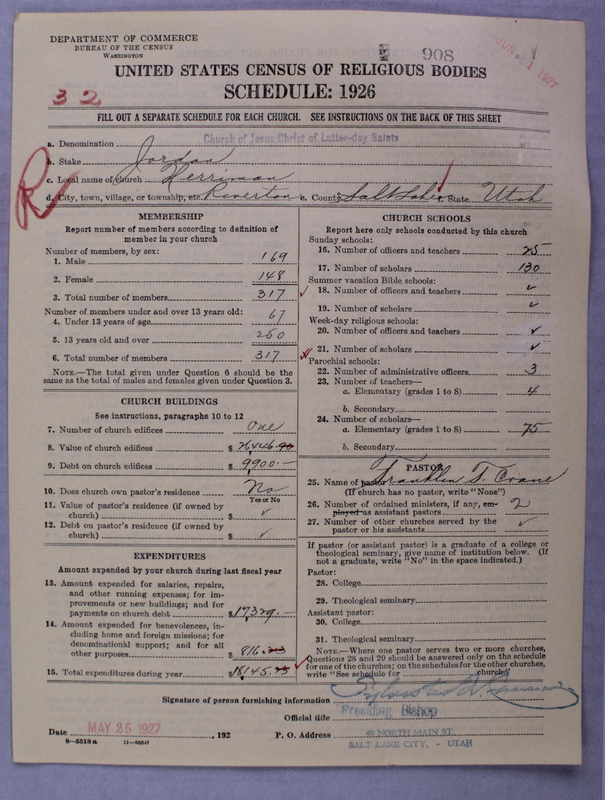 DEPARTMENT OF COMMERCE
BUREAU OF THE CENSUS
WASHINGTON
908
JUN 1 1927
UNITED STATES CENSUS OF RELIGIOUS BODIES
SCHEDULE: 1926
32
FILL OUT A SEPARATE SCHEDULE FOR EACH CHURCH. SEE INSTRUCTIONS ON THE BACK OF THIS SHEET
a. Denomination Church of Jesus Christ of Latter-day Saints
b. Stake Jordan
c. Local name of church Herriman
d. City, town, village, or township, etc. Riverton e. County Salt Lake State Utah
R
MEMBERSHIP
Report number of members according to definition of member in your church
Number of members, by sex:
1. Male 169
2. Female 148
3. Total number of members 317
Number of members under and over 13 years old:
4. Under 13 years of age 67
5. 13 years old and over 250
6. Total number of members 317
NOTE.—The total given under Question 6 should be the same as the total of males and females given under Question 3.
CHURCH BUILDINGS
See instructions, paragraphs 10 to 12
7. Number of church edifices One
8. Value of church edifices $
9. Debt on church edifices $ 9900.—
10. Does church own pastor's residence No
Yes or No
11. Value of pastor's residence (if owned by church) $ ✓
12. Debt on pastor's residence (if owned by church) $ ✓
EXPENDITURES
Amount expended by your church during last fiscal year
13. Amount expended for salaries, repairs, and other running expenses; for improvements or new buildings; and for payments on church debt $ 17,329.—
14. Amount expended for benevolences, including home and foreign missions; for denominational support; and for all other purposes $ 816.
15. Total expenditures during year $ 18,145.
CHURCH SCHOOLS
Report here only schools conducted by this church
Sunday schools:
16. Number of officers and teachers 25
17. Number of scholars 130
Summer vacation Bible schools:
18. Number of officers and teachers ✓
19. Number of scholars ✓
Week-day religious schools:
20. Number of officers and teachers ✓
21. Number of scholars ✓
Parochial schools:
22. Number of administrative officers 3
23. Number of teachers—
a. Elementary (grades 1 to 8) 4
b. Secondary
24. Number of scholars—
a. Elementary (grades 1 to 8) 75
b. Secondary
PASTOR
25. Name of pastor Franklin T. Crane
(If church has no pastor, write "None")
26. Number of ordained ministers, if any, employed as assistant pastors 2
27. Number of other churches served by the pastor or his assistants ✓
If pastor (or assistant pastor) is a graduate of a college or theological seminary, give name of institution below. (If not a graduate, write "No" in the space indicated.)
Pastor:
28. College
29. Theological seminary
Assistant pastor:
30. College
31. Theological seminary
NOTE.—Where one pastor serves two or more churches, Questions 28 and 29 should be answered only on the schedule for one of the churches; on the schedules for the other churches, write "See schedule for church."
Signature of person furnishing information Sylvester Q. Cannon
Official title Presiding Bishop
Date MAY 25 1927, 192 P. O. Address 40 NORTH MAIN ST.
SALT LAKE CITY, - UTAH
8—5518a